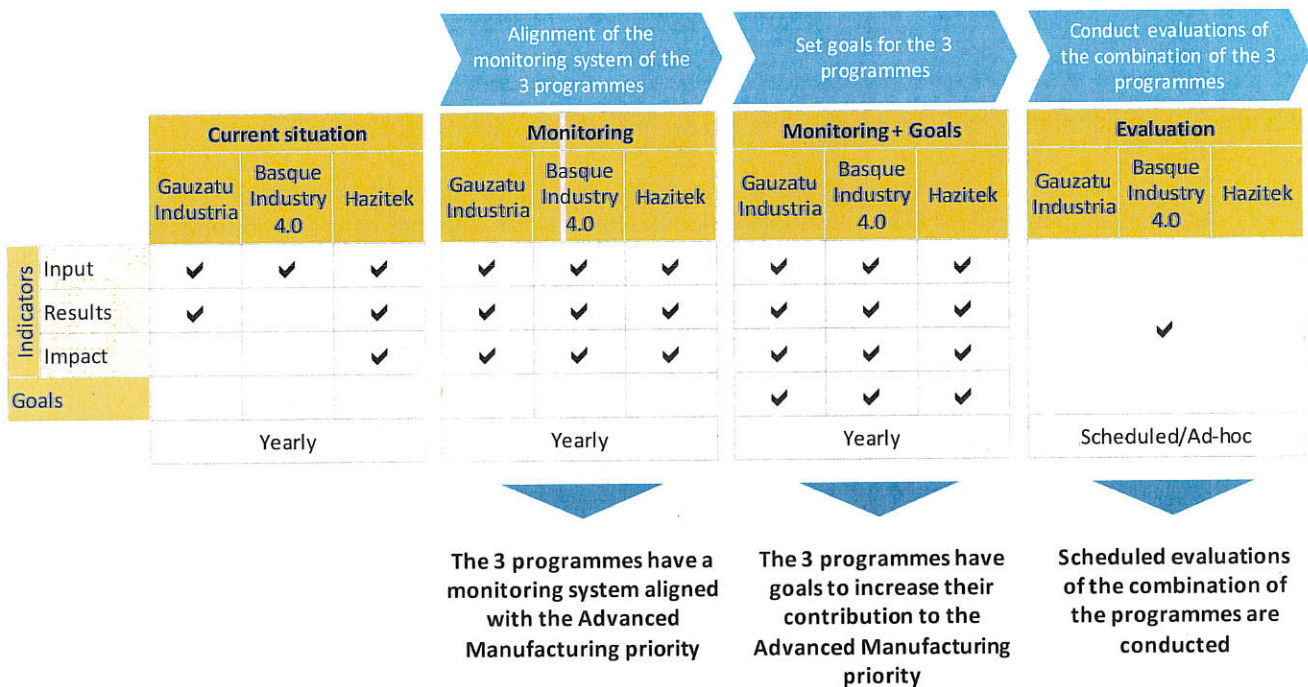 Alignment of the
monitoring system of the
3 programmes
Set goals for the 3
programmes
Conduct evaluations of
the combination of the 3
programmes
Current situation
Monitoring
Monitoring + Goals
Evaluation
Gauzatu
Industria
Basque
Industry
4.0
Hazitek
Gauzatu
Industria
Basque
Industry
4.0
Hazitek
Gauzatu
Industria
Basque
Industry
4.0
Hazitek
Gauzatu
Industria
Basque
Industry
4.0
Hazitek
Indicators
Input ✔ ✔ ✔ ✔ ✔ ✔ ✔ ✔ ✔
Results ✔ ✔ ✔ ✔ ✔ ✔ ✔ ✔
✔
Impact ✔ ✔ ✔ ✔ ✔ ✔ ✔
Goals ✔ ✔ ✔
Yearly
Yearly
Yearly
Scheduled/Ad-hoc
The 3 programmes have a
monitoring system aligned
with the Advanced
Manufacturing priority
The 3 programmes have
goals to increase their
contribution to the
Advanced Manufacturing
priority
Scheduled evaluations
of the combination of
the programmes are
conducted